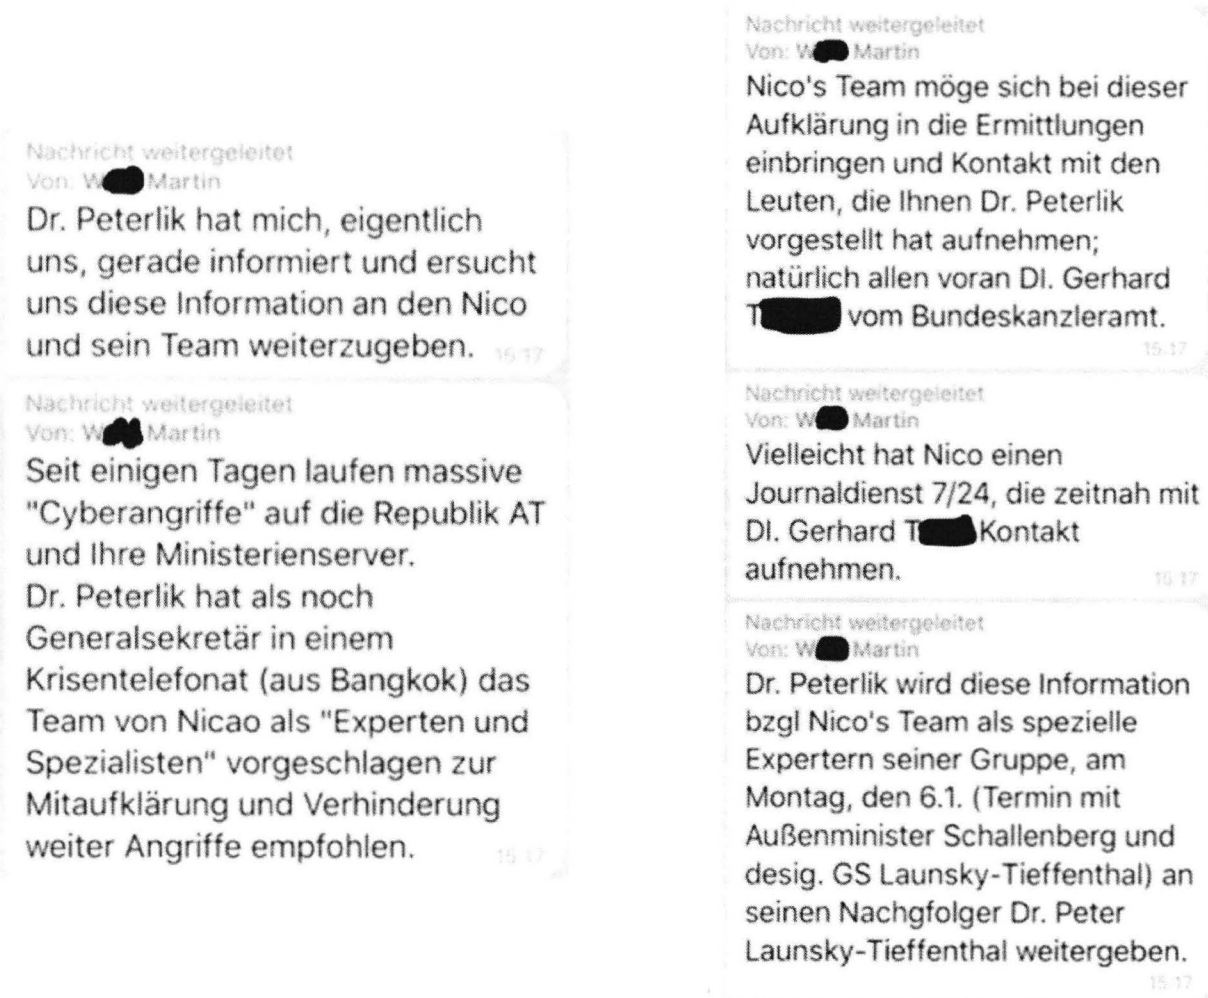 Nachricht weitergeleitet
Von: W Martin
Dr. Peterlik hat mich, eigentlich
uns, gerade informiert und ersucht
uns diese Information an den Nico
und sein Team weiterzugeben. 15:17
Nachricht weitergeleitet
Von: W Martin
Seit einigen Tagen laufen massive
"Cyberangriffe" auf die Republik AT
und Ihre Ministerienserver.
Dr. Peterlik hat als noch
Generalsekretär in einem
Krisentelefonat (aus Bangkok) das
Team von Nicao als "Experten und
Spezialisten" vorgeschlagen zur
Mitaufklärung und Verhinderung
weiter Angriffe empfohlen. 15:17
Nachricht weitergeleitet
Von: W Martin
Nico's Team möge sich bei dieser
Aufklärung in die Ermittlungen
einbringen und Kontakt mit den
Leuten, die Ihnen Dr. Peterlik
vorgestellt hat aufnehmen;
natürlich allen voran DI. Gerhard
T vom Bundeskanzleramt.
15:17
Nachricht weitergeleitet
Von: W Martin
Vielleicht hat Nico einen
Journaldienst 7/24, die zeitnah mit
DI. Gerhard T Kontakt
aufnehmen. 15:17
Nachricht weitergeleitet
Von: W Martin
Dr. Peterlik wird diese Information
bzgl Nico's Team als spezielle
Expertern seiner Gruppe, am
Montag, den 6.1. (Termin mit
Außenminister Schallenberg und
desig. GS Launsky-Tieffenthal) an
seinen Nachgfolger Dr. Peter
Launsky-Tieffenthal weitergeben.
15:17